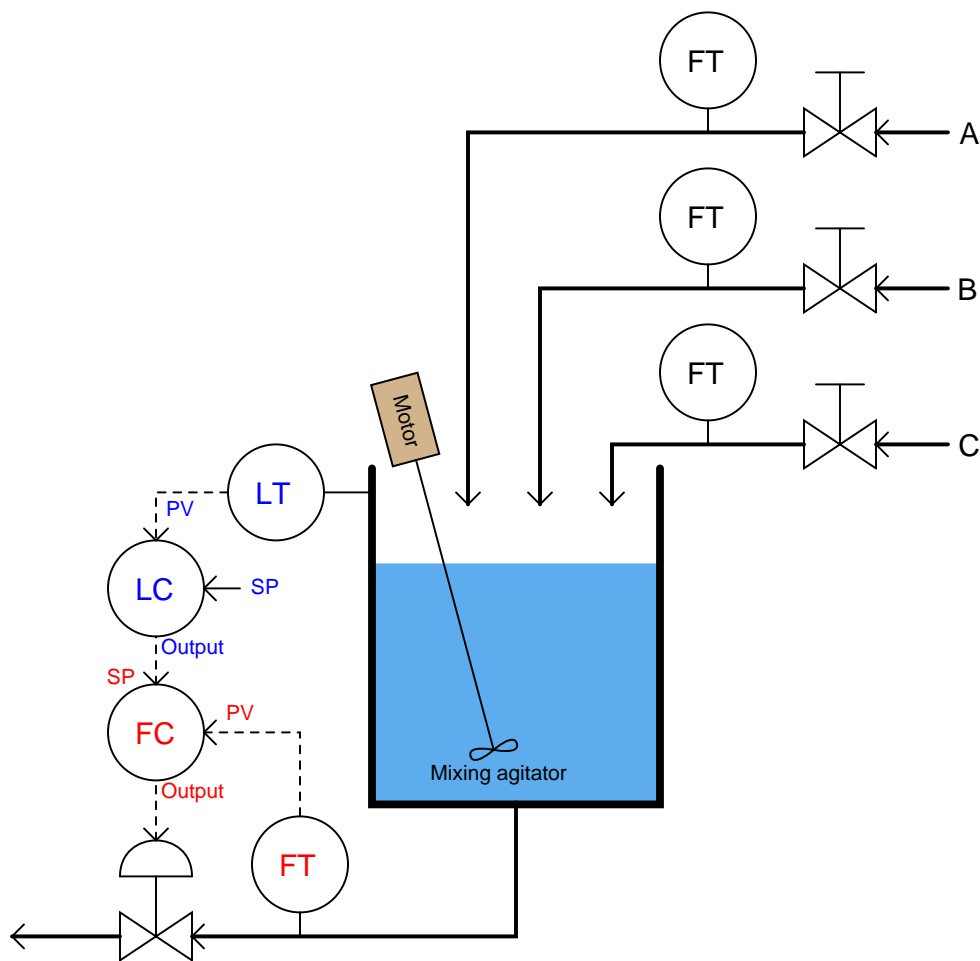 FT
A
FT
B
FT
C
Motor
LT
PV
LC
SP
Output
SP
FC
PV
Mixing agitator
Output
FT